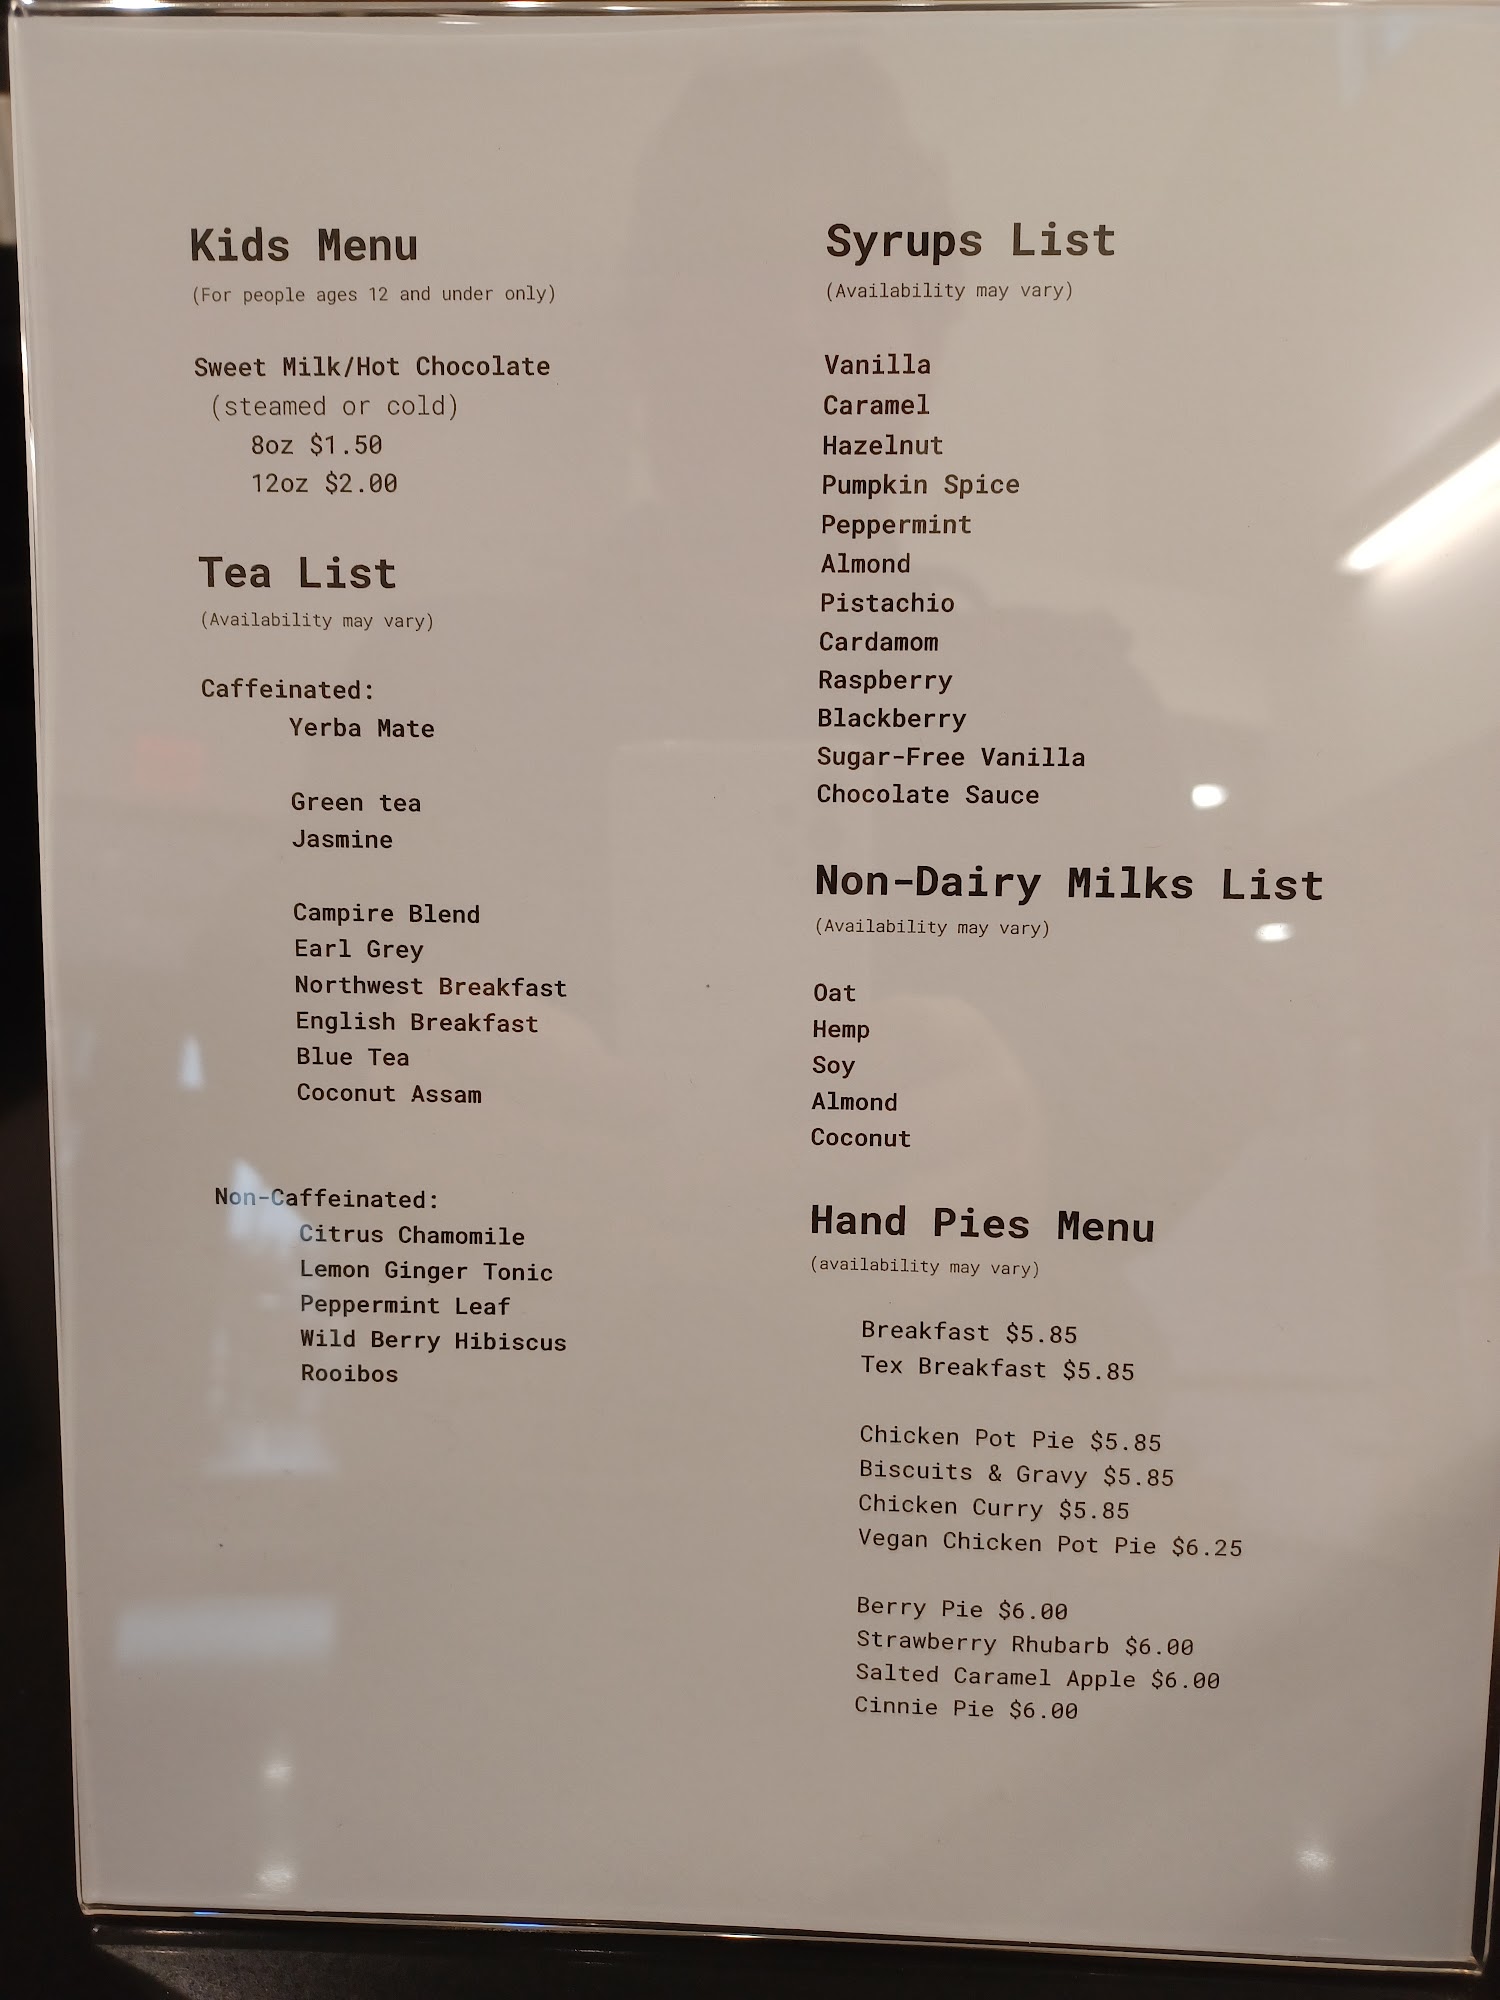 Kids Menu
(For people ages 12 and under only)
Sweet Milk/Hot Chocolate
(steamed or cold)
8oz $1.50
12oz $2.00
Tea List
(Availability may vary)
Caffeinated:
Yerba Mate
Green tea
Jasmine
Campire Blend
Earl Grey
Northwest Breakfast
English Breakfast
Blue Tea
Coconut Assam
Non-Caffeinated:
Citrus Chamomile
Lemon Ginger Tonic
Peppermint Leaf
Wild Berry Hibiscus
Rooibos
Syrups List
(Availability may vary)
Vanilla
Caramel
Hazelnut
Pumpkin Spice
Peppermint
Almond
Pistachio
Cardamom
Raspberry
Blackberry
Sugar-Free Vanilla
Chocolate Sauce
Non-Dairy Milks List
(Availability may vary)
Oat
Hemp
Soy
Almond
Coconut
Hand Pies Menu
(availability may vary)
Breakfast $5.85
Tex Breakfast $5.85
Chicken Pot Pie $5.85
Biscuits & Gravy $5.85
Chicken Curry $5.85
Vegan Chicken Pot Pie $6.25
Berry Pie $6.00
Strawberry Rhubarb $6.00
Salted Caramel Apple $6.00
Cinnie Pie $6.00